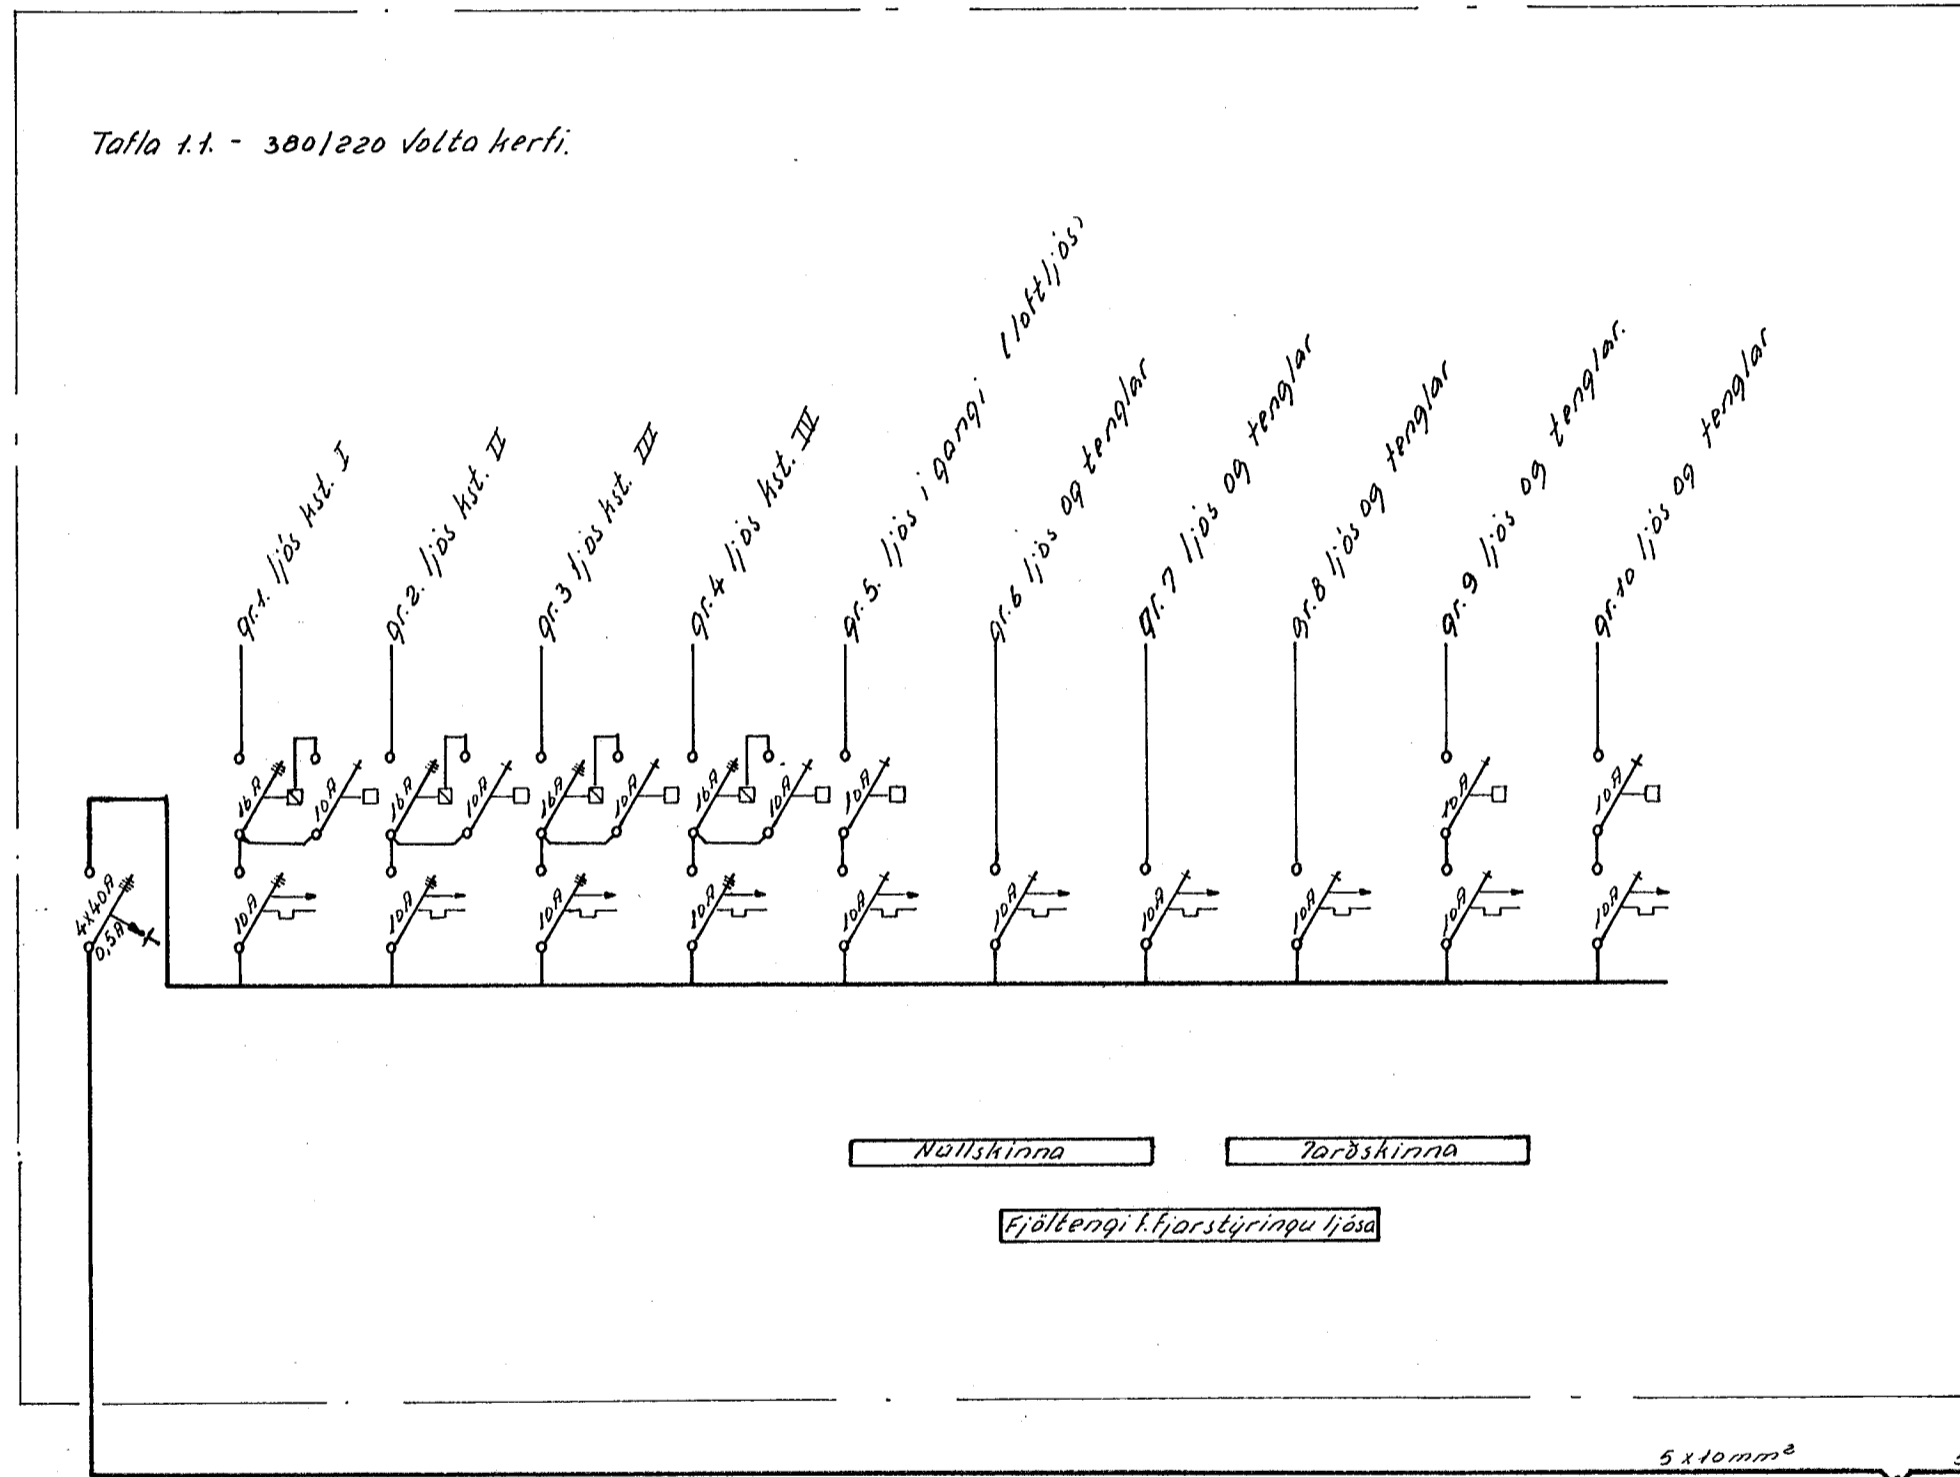 Tafla 1.1. - 380/220 Volta kerfi.
gr.1. ljós kst. I
gr.2. ljós kst. II
gr.3 ljós kst. III
gr.4 ljós kst. III
gr.5. ljós i gangi (loftljós)
gr.6 ljós og tenglar
gr.7 ljós og tenglar
gr.8 ljós og tenglar
gr.9 ljós og tenglar.
gr.10 ljós og tenglar
16A 10A 16A 10A 16A 10A 16A 10A 10A 10A 10A
4x40A
0,5A
10A 10A 10A 10A 10A 10A 10A 10A 10A 10A
Núllskinna
Jarðskinna
Fjöltengi f. fjarstýringu ljósa
5x10mm²